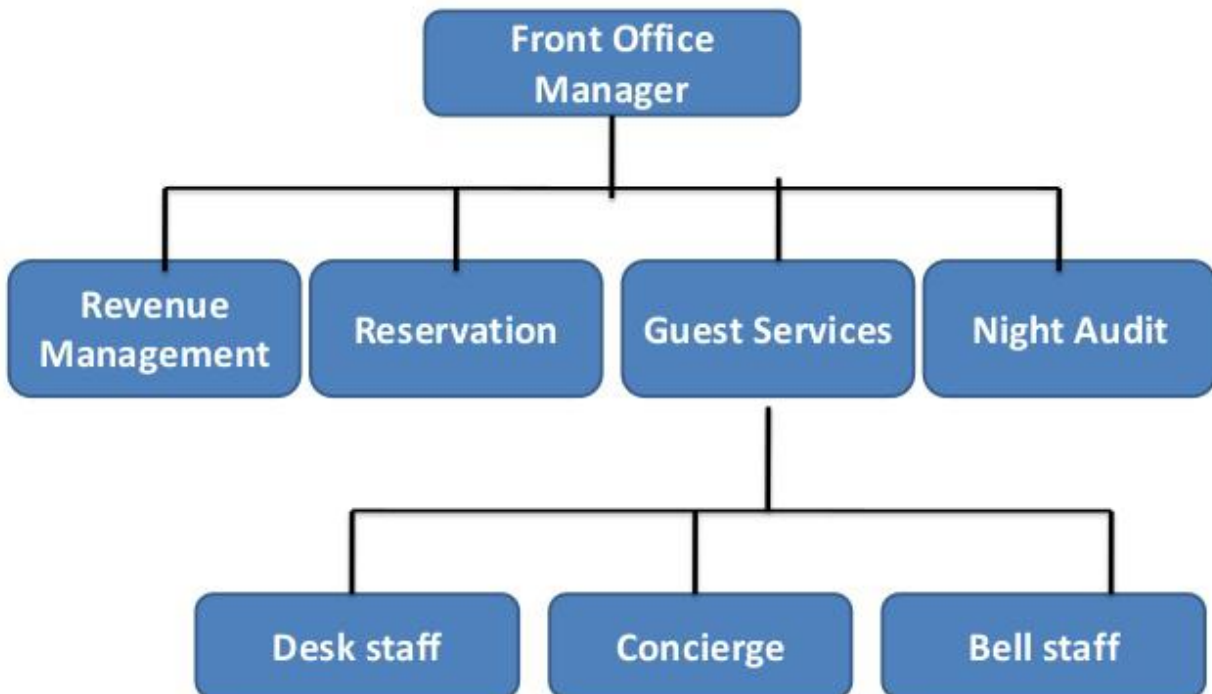 Front Office
Manager
Revenue
Management
Reservation
Guest Services
Night Audit
Desk staff
Concierge
Bell staff